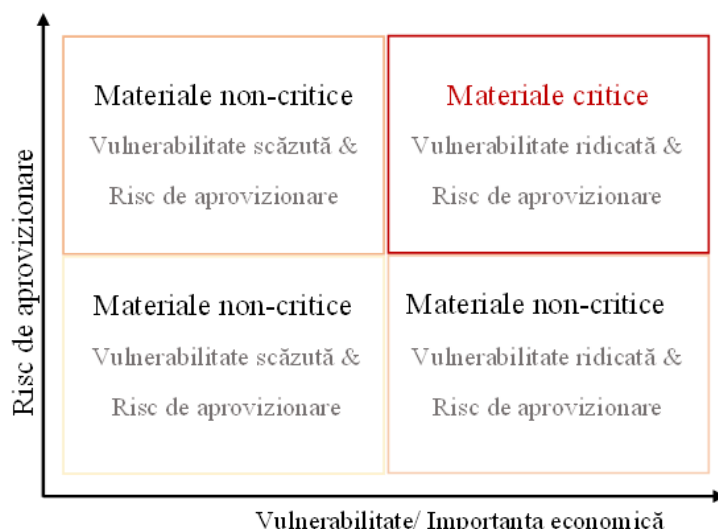 Risc de aprovizionare
Materiale non-critice
Vulnerabilitate scăzută &
Risc de aprovizionare
Materiale critice
Vulnerabilitate ridicată &
Risc de aprovizionare
Materiale non-critice
Vulnerabilitate scăzută &
Risc de aprovizionare
Materiale non-critice
Vulnerabilitate ridicată &
Risc de aprovizionare
Vulnerabilitate/ Importanta economică